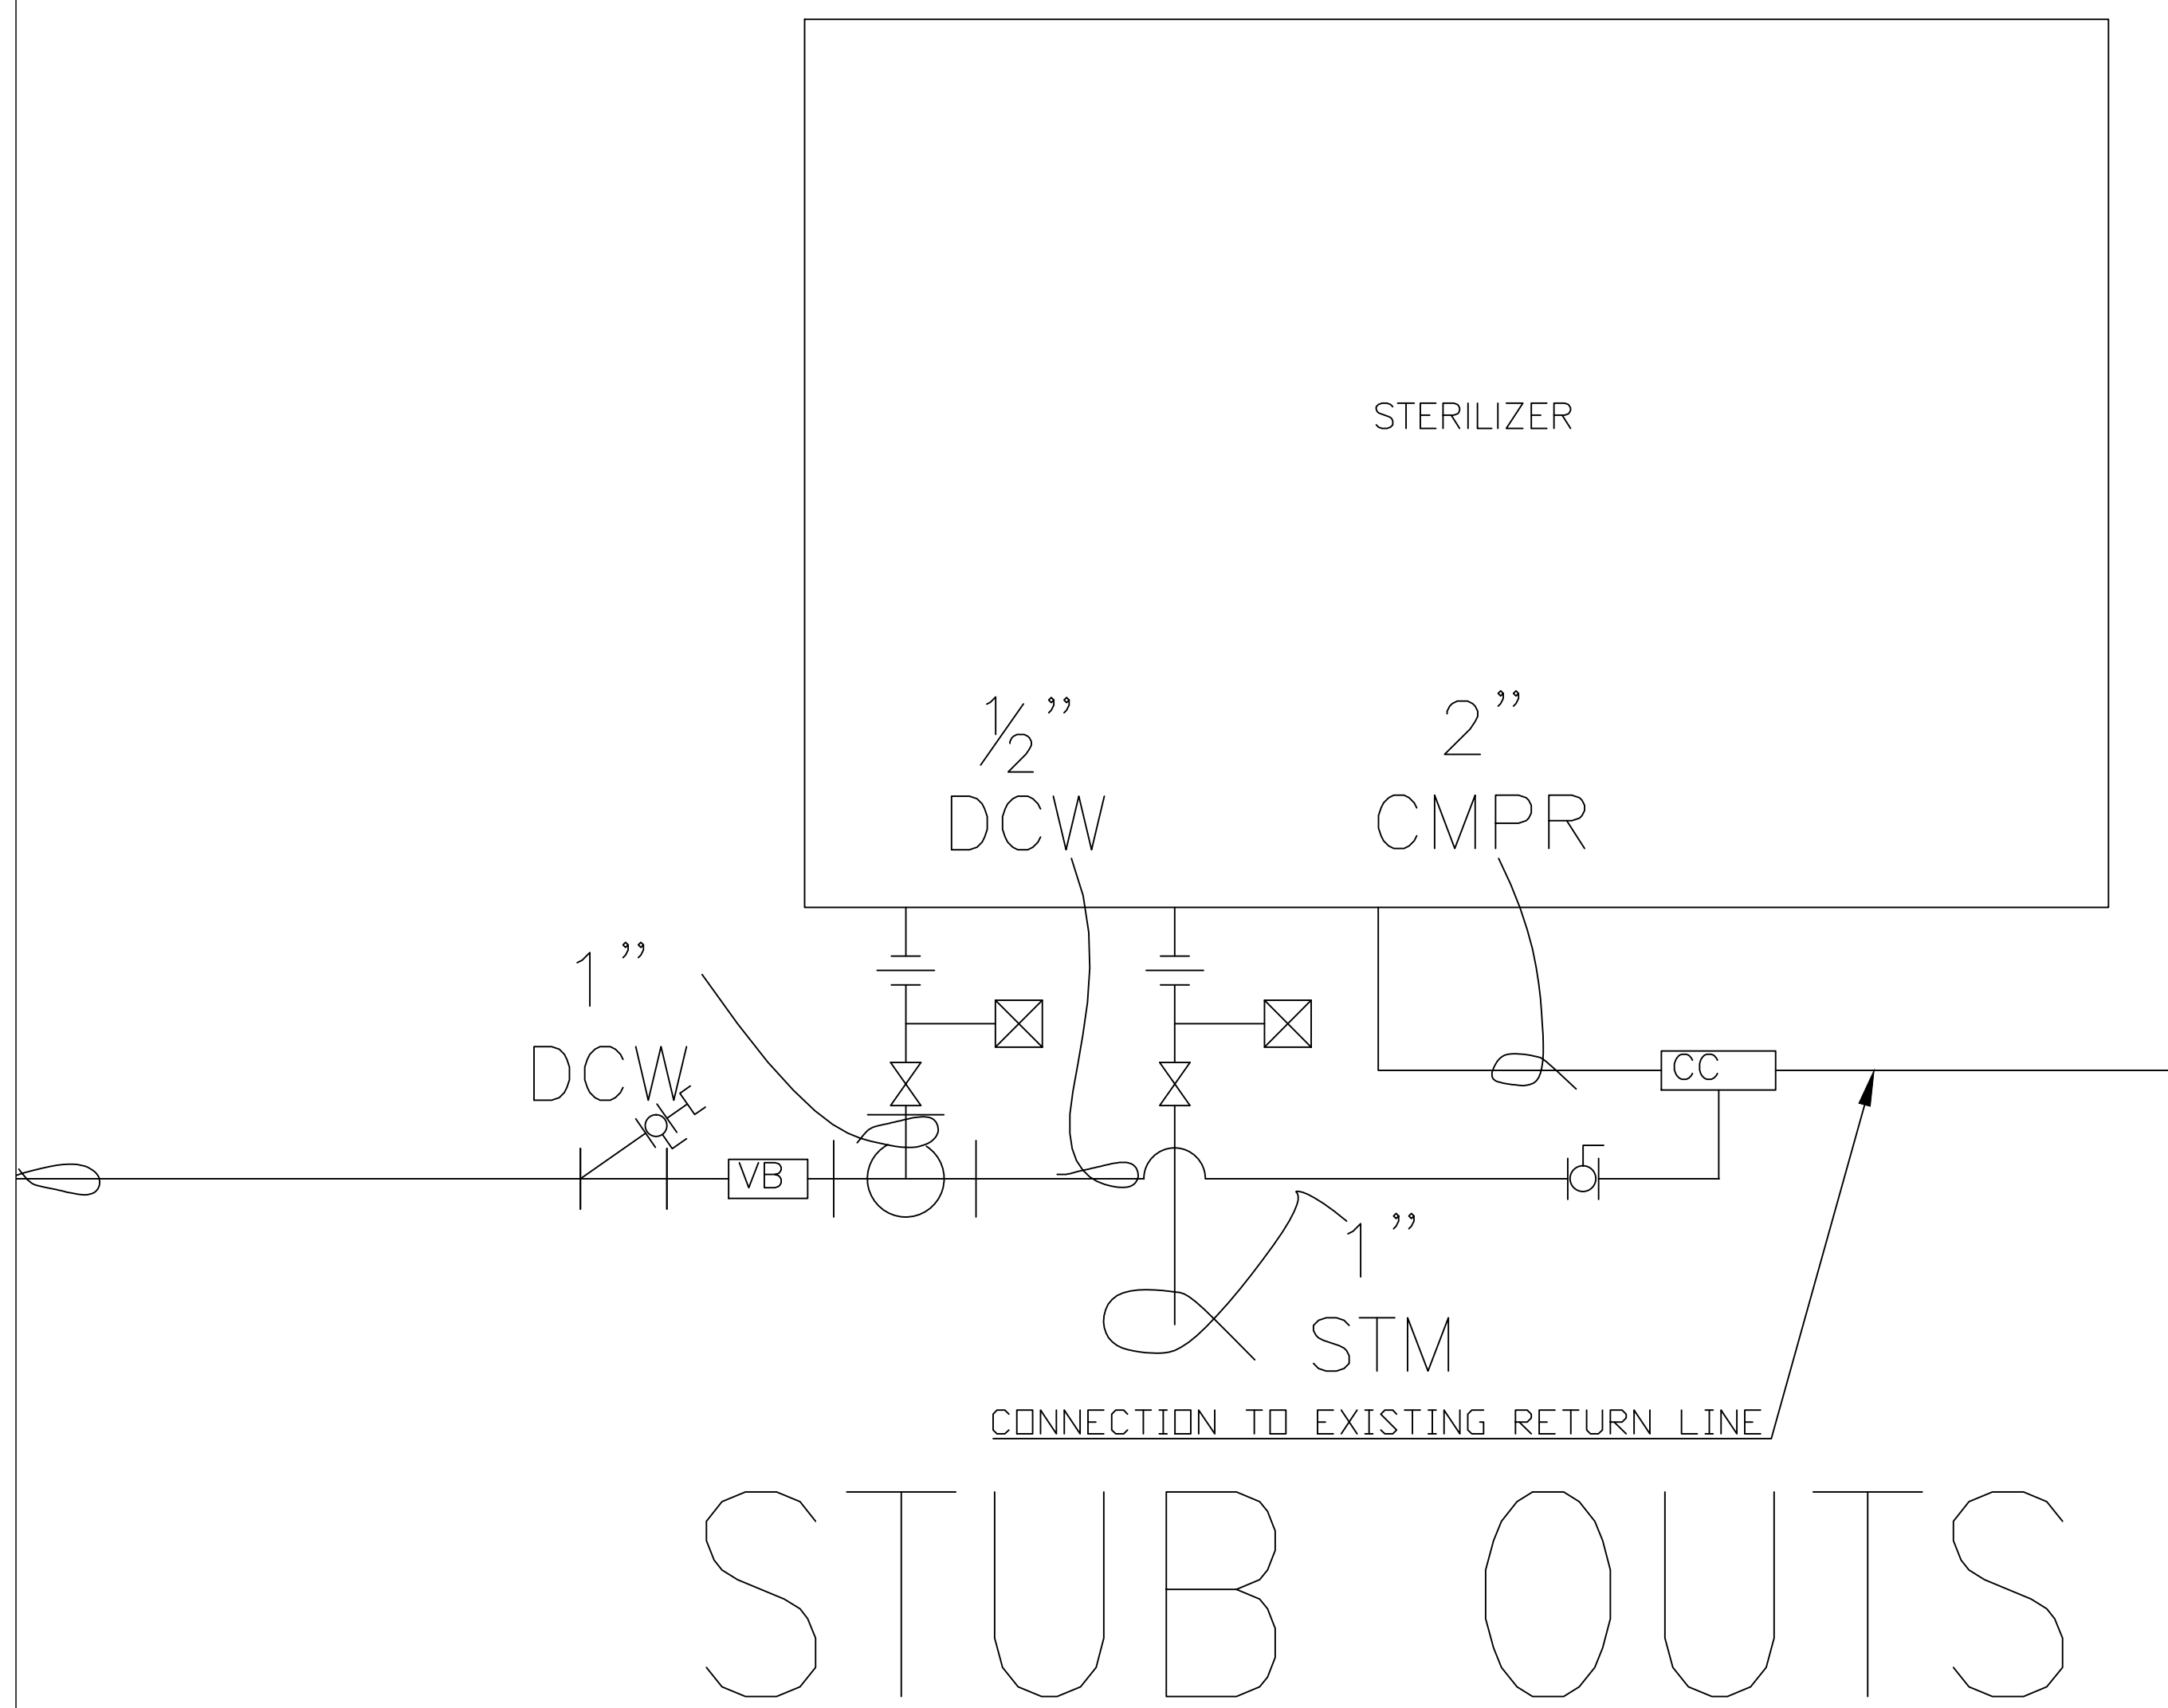 STERILIZER
1/2”
DCW
2”
CMPR
1”
DCW
CC
VB
1”
STM
CONNECTION TO EXISTING RETURN LINE
STUB OUTS